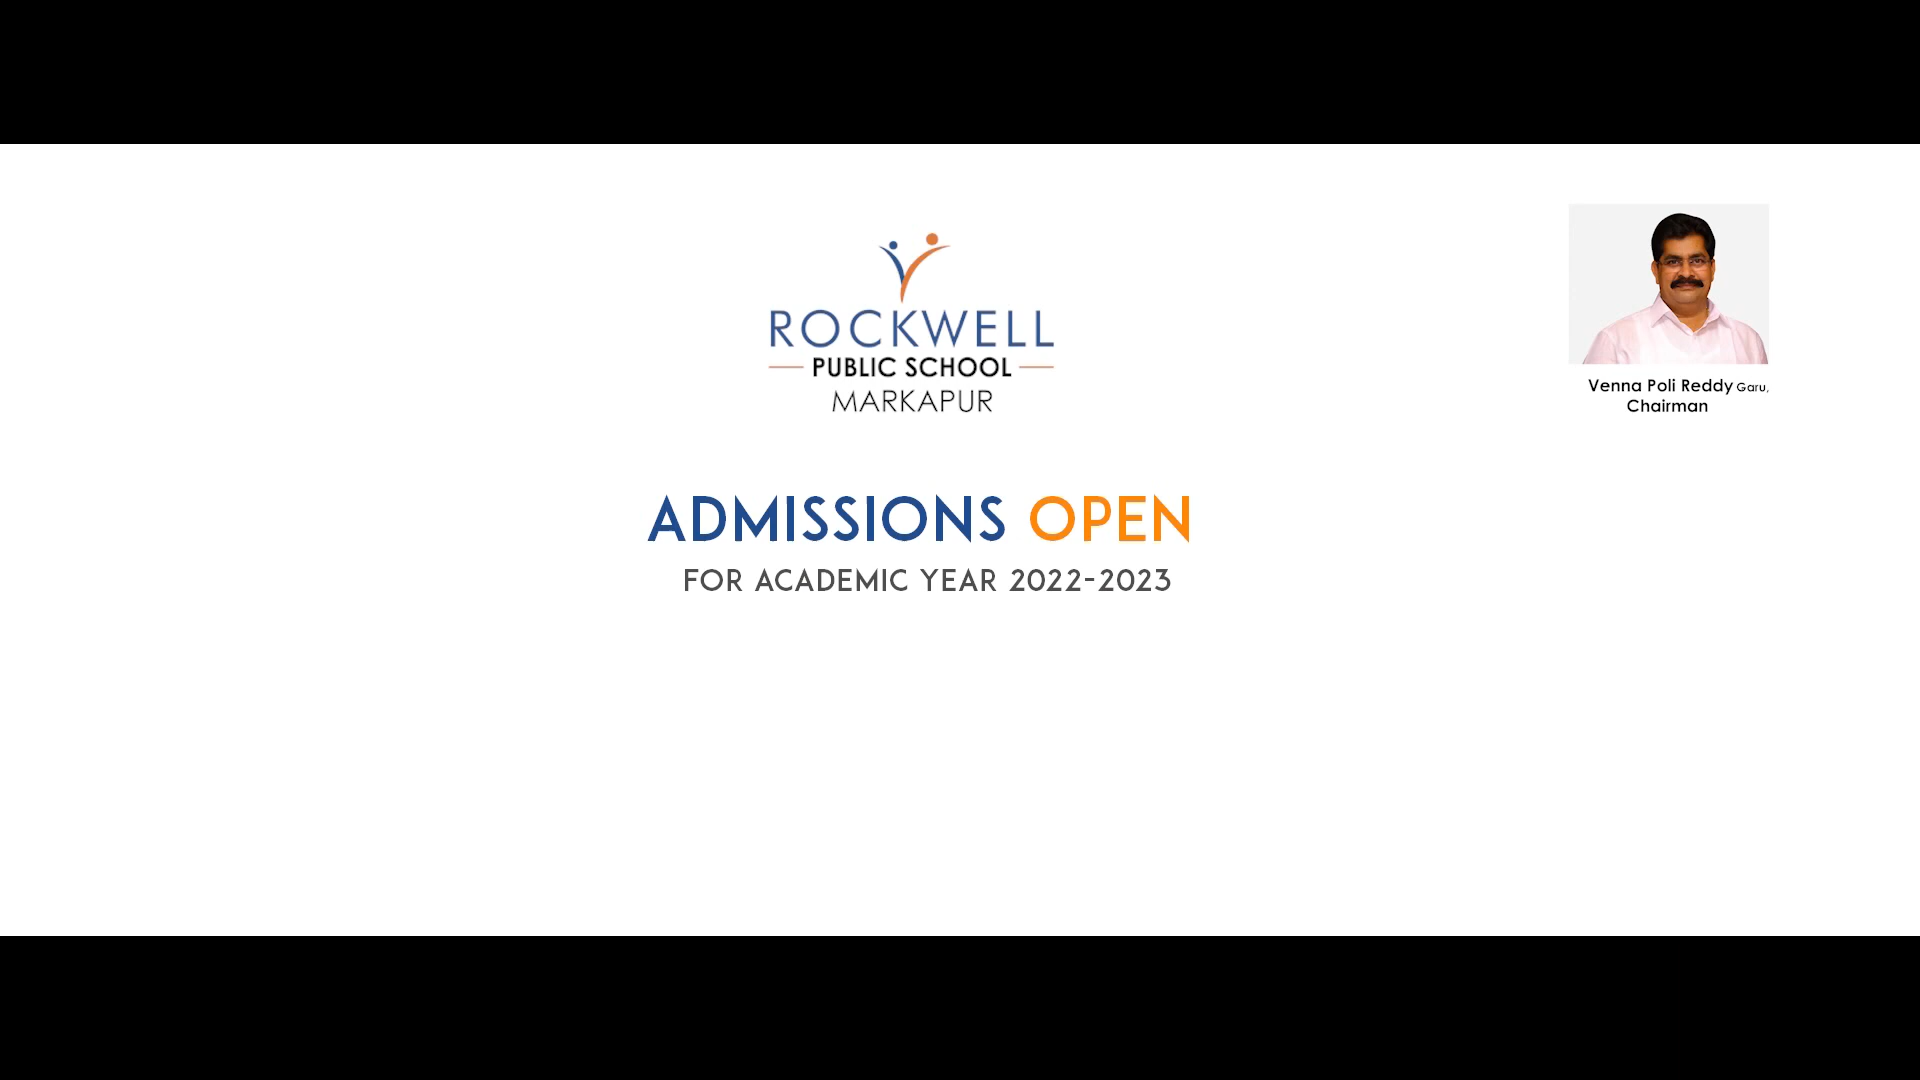 ROCKWELL
PUBLIC SCHOOL
MARKAPUR
Venna Poli Reddy Garu,
Chairman
ADMISSIONS OPEN
FOR ACADEMIC YEAR 2022-2023